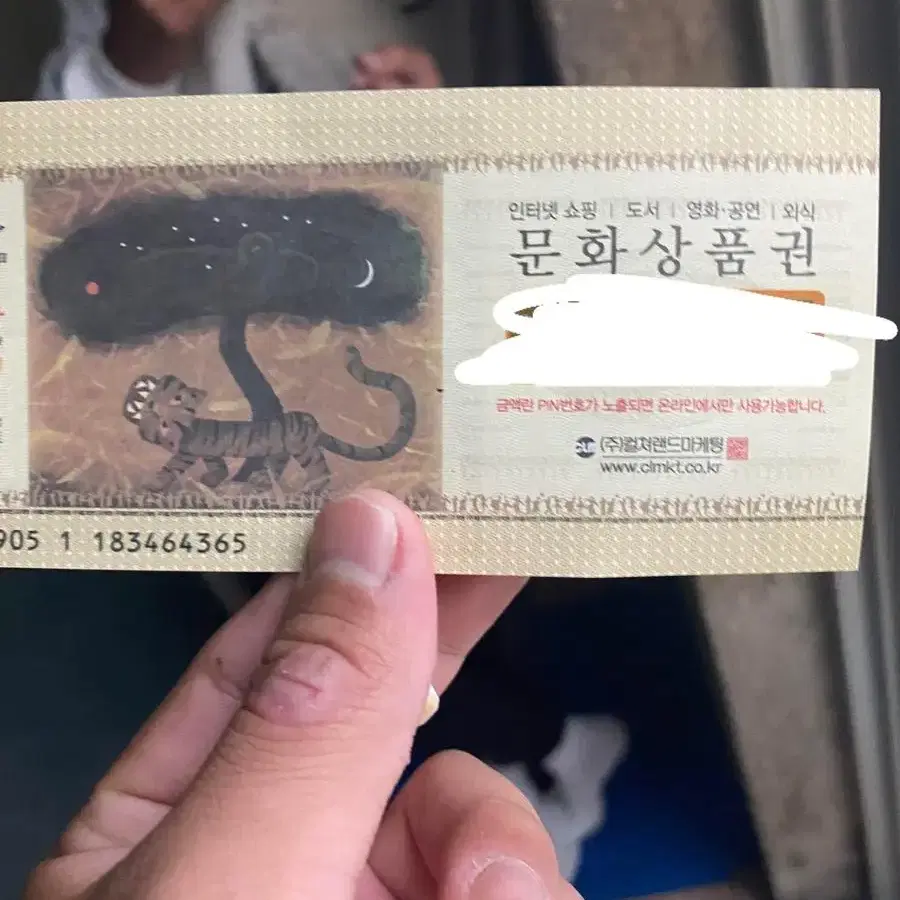 인터넷 쇼핑 | 도서 | 영화·공연 | 외식
문화상품권
금액란 PIN번호가 노출되면 온라인에서만 사용가능합니다.
(주)컬쳐랜드마케팅
www.clmkt.co.kr
905 1 183464365